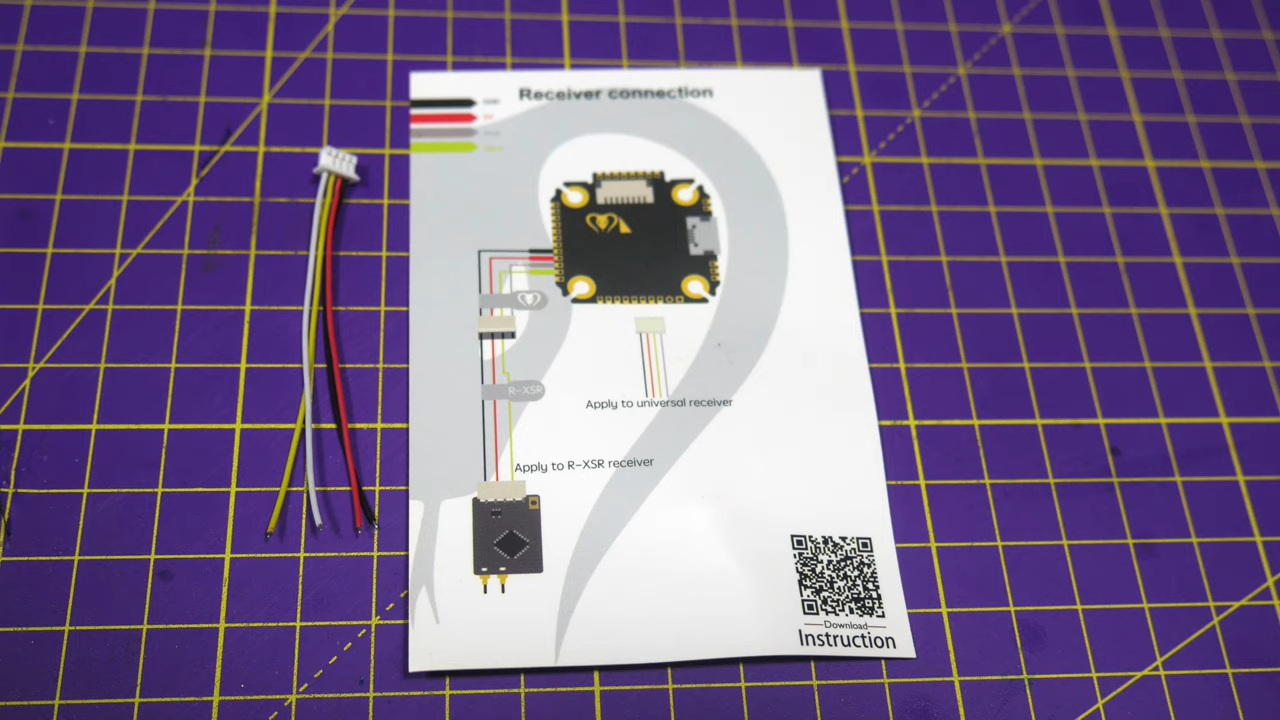 Receiver connection
R-XSR
Apply to universal receiver
Apply to R-XSR receiver
Download
Instruction